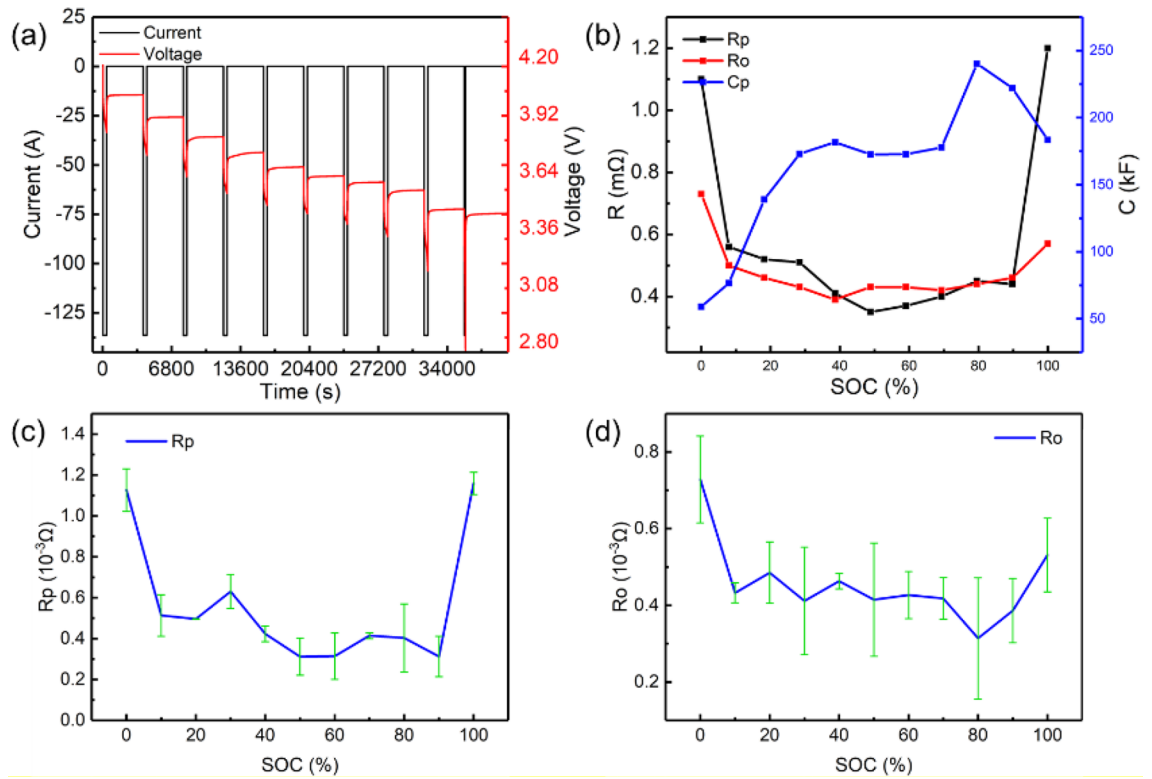 (a)
Current
Voltage
25
0
-25
-50
-75
-100
-125
Current (A)
4.20
3.92
3.64
3.36
3.08
2.80
Voltage (V)
0 6800 13600 20400 27200 34000
Time (s)
(b)
Rp
Ro
Cp
1.2
1.0
0.8
0.6
0.4
R (mΩ)
250
200
150
100
50
C (kF)
0 20 40 60 80 100
SOC (%)
(c)
Rp
1.4
1.2
1.0
0.8
0.6
0.4
0.2
0.0
Rp (10⁻³Ω)
0 20 40 60 80 100
SOC (%)
(d)
Ro
0.8
0.6
0.4
0.2
Ro (10⁻³Ω)
0 20 40 60 80 100
SOC (%)